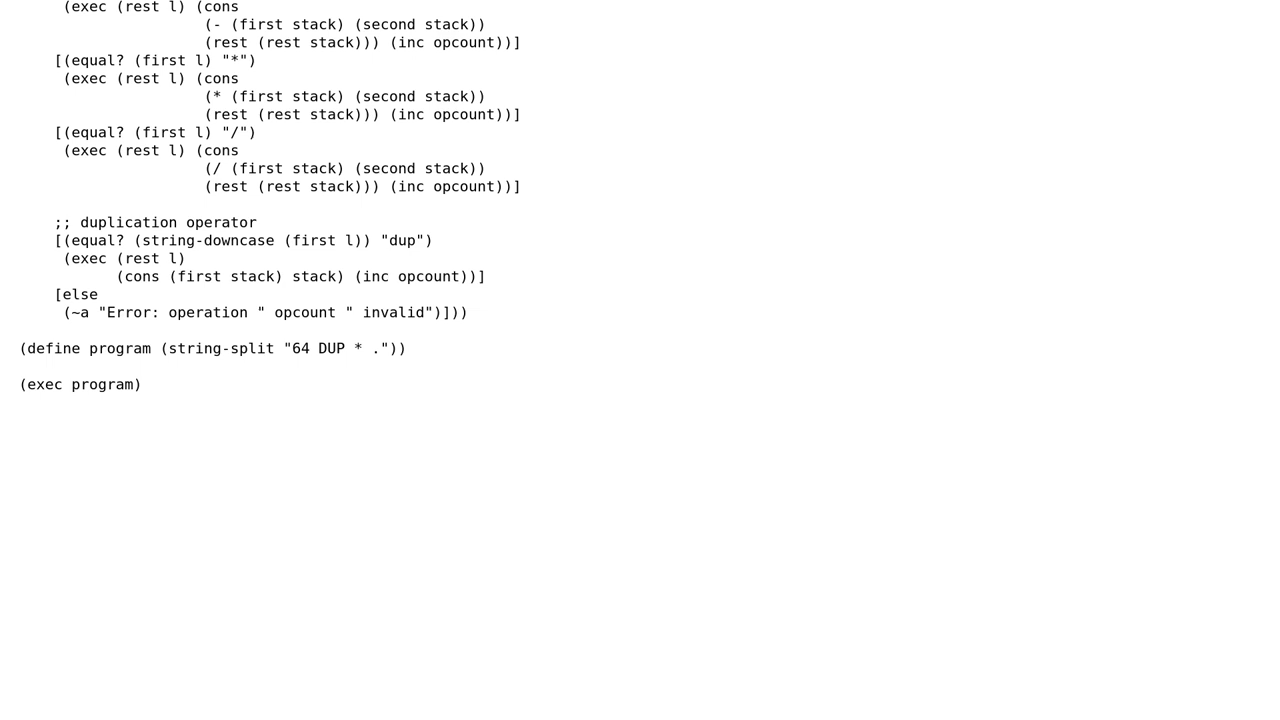 (exec (rest l) (cons
(- (first stack) (second stack))
(rest (rest stack))) (inc opcount))]
[(equal? (first l) "*")
(exec (rest l) (cons
(* (first stack) (second stack))
(rest (rest stack))) (inc opcount))]
[(equal? (first l) "/")
(exec (rest l) (cons
(/ (first stack) (second stack))
(rest (rest stack))) (inc opcount))]
;; duplication operator
[(equal? (string-downcase (first l)) "dup")
(exec (rest l)
(cons (first stack) stack) (inc opcount))]
[else
(~a "Error: operation " opcount " invalid")]))
(define program (string-split "64 DUP * ."))
(exec program)